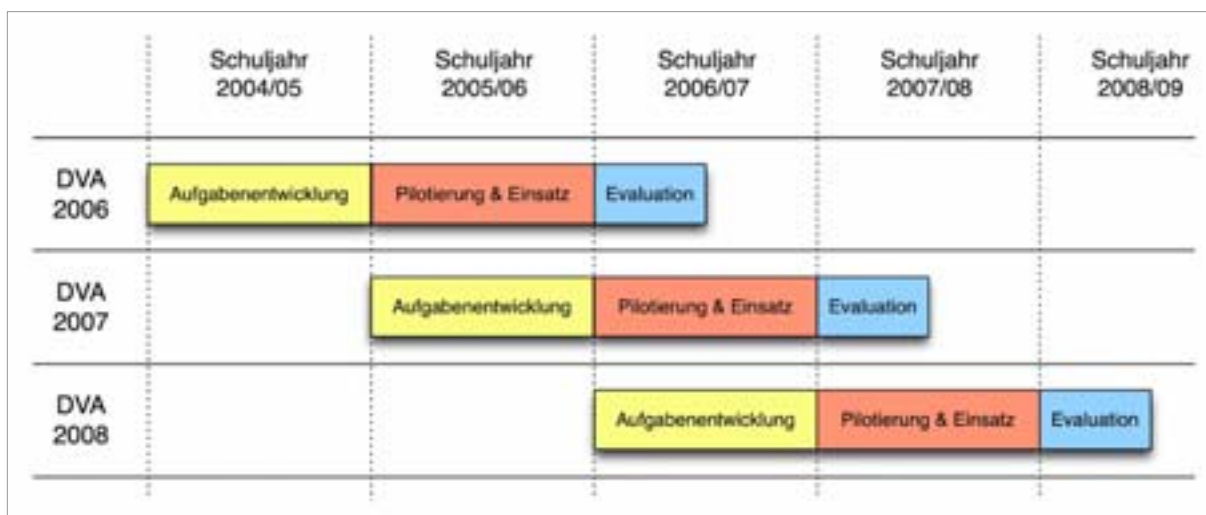 Schuljahr
2004/05
Schuljahr
2005/06
Schuljahr
2006/07
Schuljahr
2007/08
Schuljahr
2008/09
DVA
2006
Aufgabenentwicklung
Pilotierung & Einsatz
Evaluation
DVA
2007
Aufgabenentwicklung
Pilotierung & Einsatz
Evaluation
DVA
2008
Aufgabenentwicklung
Pilotierung & Einsatz
Evaluation